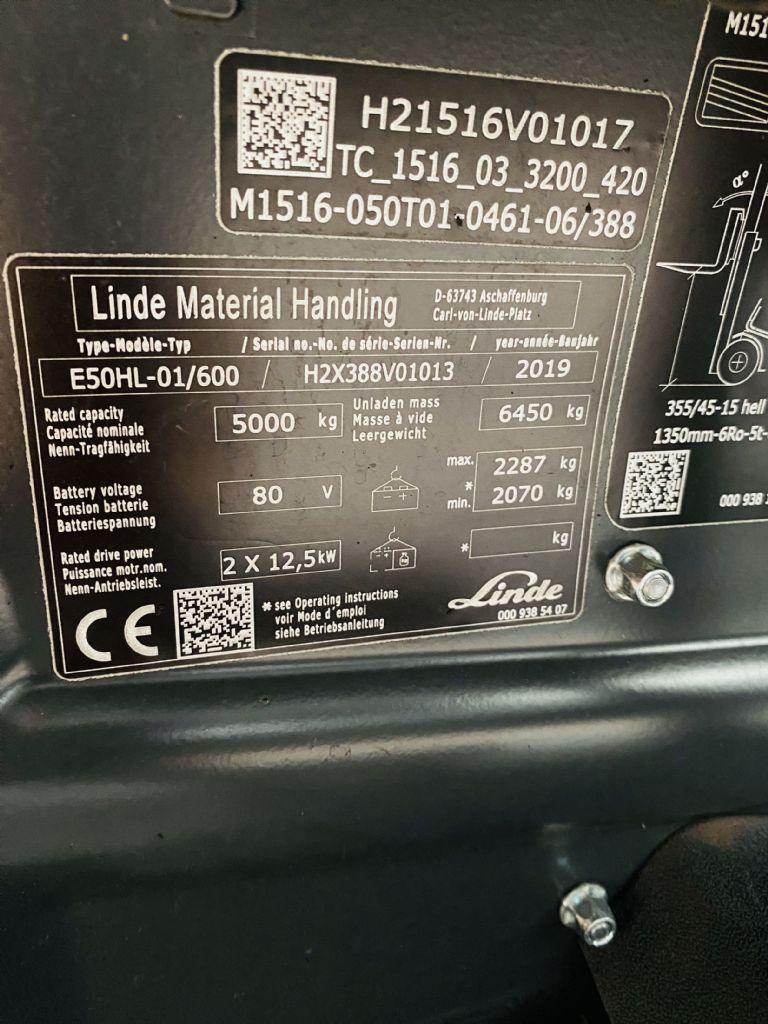 H21516V01017
TC_1516_03_3200_420
M1516-050T01-0461-06/388
Linde Material Handling
D-63743 Aschaffenburg
Carl-von-Linde-Platz
Type-Modèle-Typ / Serial no.-No. de série-Serien-Nr. / year-année-Baujahr
E50HL-01/600 / H2X388V01013 / 2019
Rated capacity
Capacité nominale
Nenn-Tragfähigkeit
5000 kg
Unladen mass
Masse à vide
Leergewicht
6450 kg
Battery voltage
Tension batterie
Batteriespannung
80 V
max. 2287 kg
*
min. 2070 kg
Rated drive power
Puissance motr.nom.
Nenn-Antriebsleist.
2 X 12,5kW
* kg
CE
* see Operating instructions
voir Mode d'emploi
siehe Betriebsanleitung
Linde
000 938 54 07
M151
α°
355/45-15 hell
1350mm-6Ro-5t-
000 938